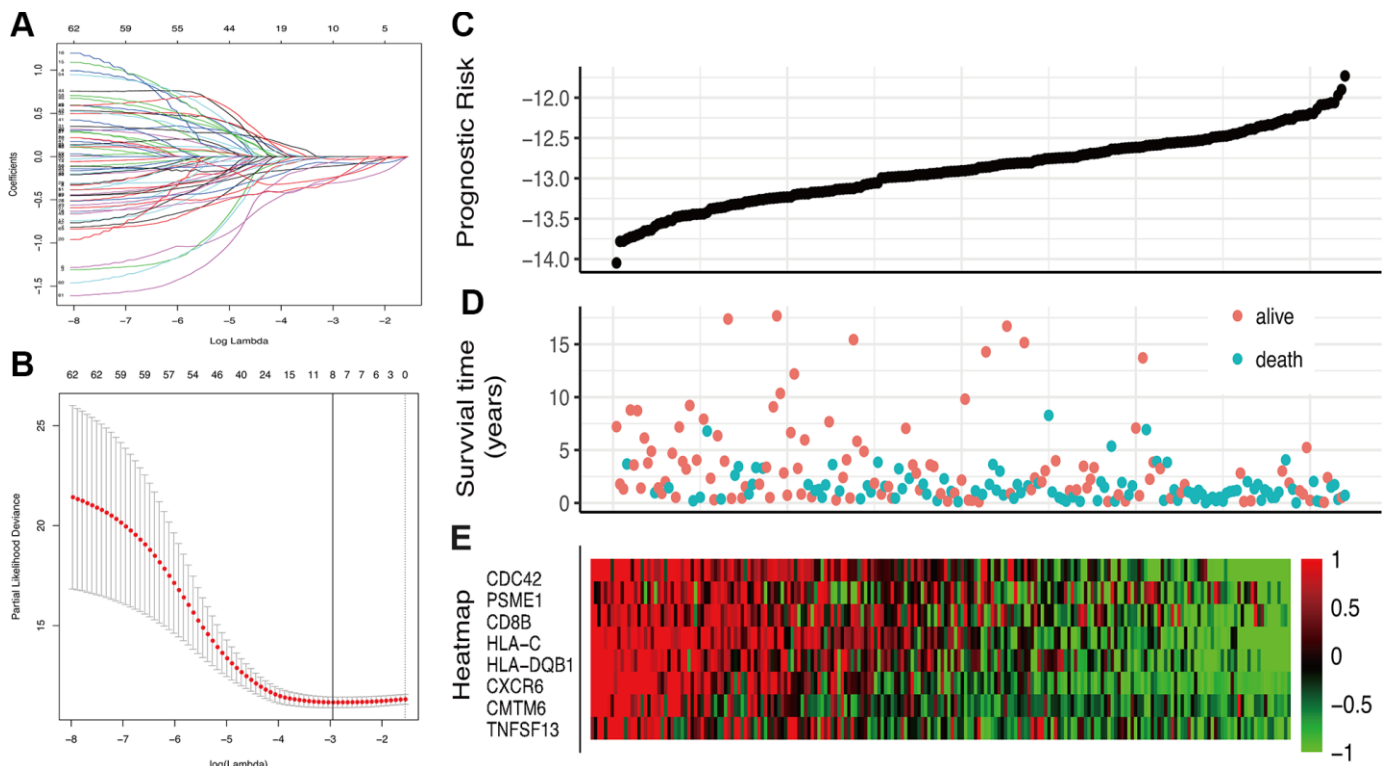 A
62 59 55 44 19 10 5
Coefficients
1.0
0.5
0.0
-0.5
-1.0
-1.5
-8 -7 -6 -5 -4 -3 -2
Log Lambda
B
62 62 59 59 57 54 46 40 24 15 11 8 7 7 6 3 0
Partial Likelihood Deviance
25
20
15
-8 -7 -6 -5 -4 -3 -2
log(Lambda)
C
Prognostic Risk
-12.0
-12.5
-13.0
-13.5
-14.0
D
Survvial time
(years)
15
10
5
0
alive
death
E
Heatmap
CDC42
PSME1
CD8B
HLA-C
HLA-DQB1
CXCR6
CMTM6
TNFSF13
1
0.5
0
-0.5
-1